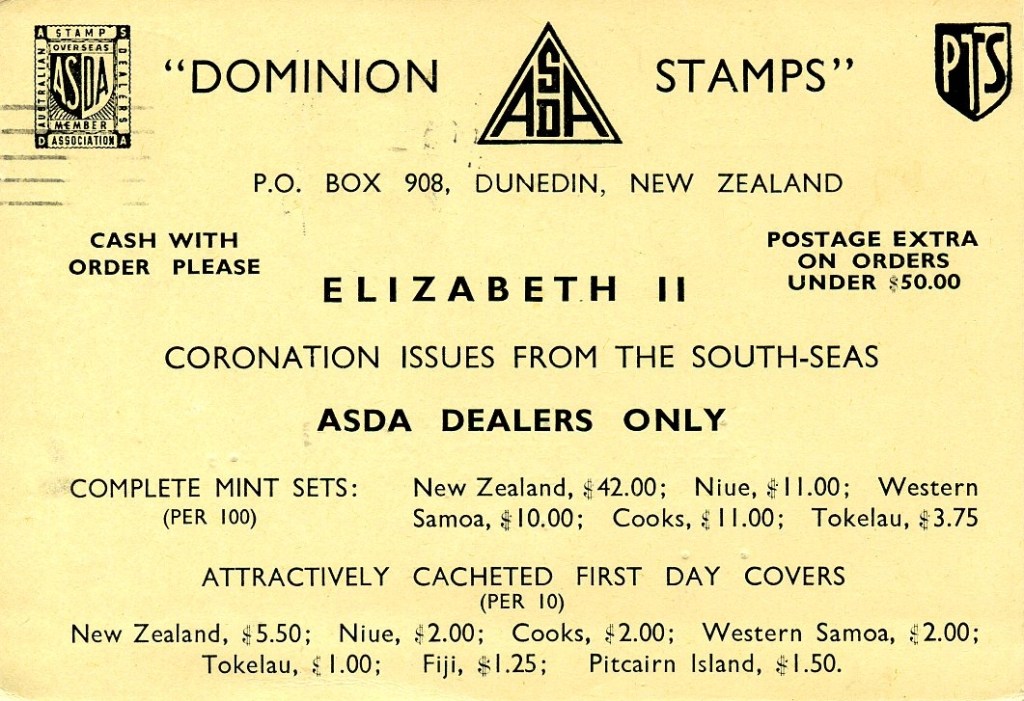 A STAMP S
OVERSEAS
AUSTRALIAN ASDA DEALERS
MEMBER
D ASSOCIATION A
"DOMINION ASDA STAMPS"
PTS
P.O. BOX 908, DUNEDIN, NEW ZEALAND
CASH WITH
ORDER PLEASE
POSTAGE EXTRA
ON ORDERS
UNDER $50.00
ELIZABETH II
CORONATION ISSUES FROM THE SOUTH-SEAS
ASDA DEALERS ONLY
COMPLETE MINT SETS: New Zealand, $42.00; Niue, $11.00; Western
(PER 100) Samoa, $10.00; Cooks, $11.00; Tokelau, $3.75
ATTRACTIVELY CACHETED FIRST DAY COVERS
(PER 10)
New Zealand, $5.50; Niue, $2.00; Cooks, $2.00; Western Samoa, $2.00;
Tokelau, $1.00; Fiji, $1.25; Pitcairn Island, $1.50.